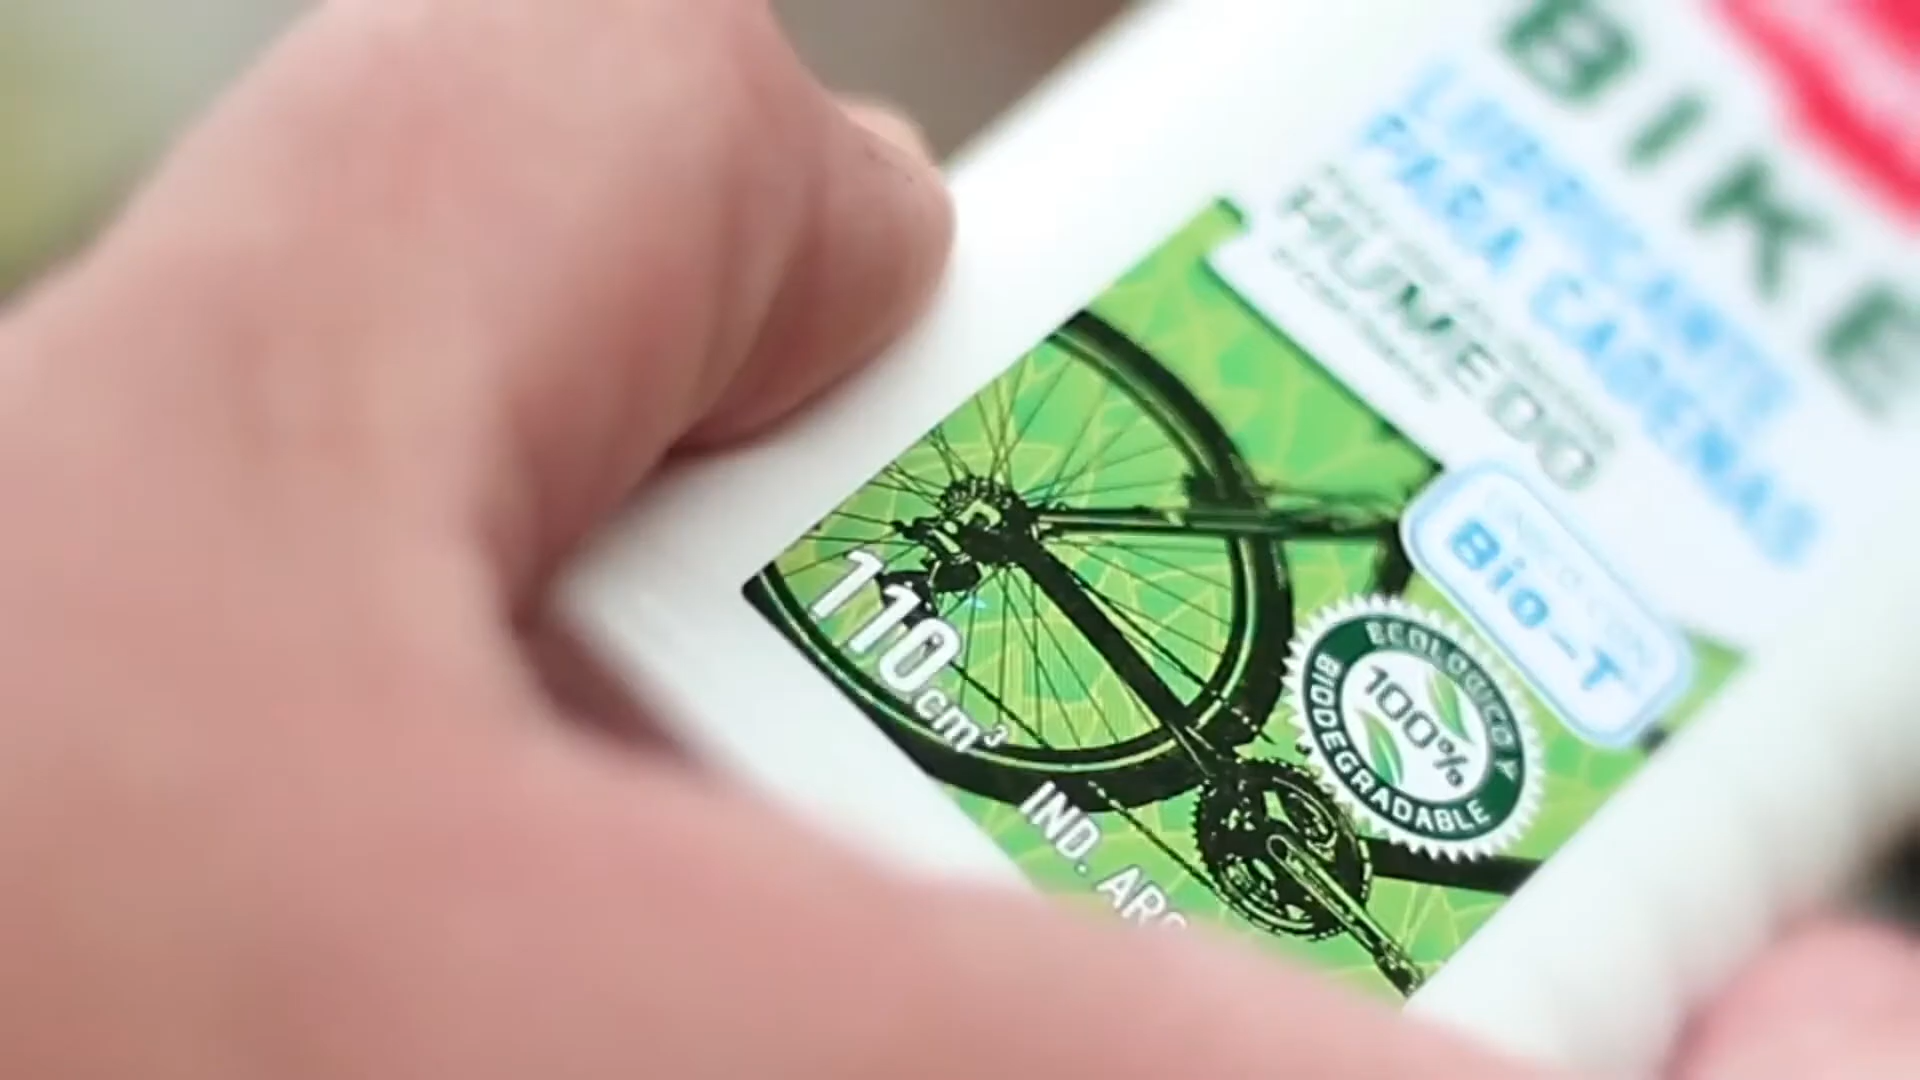 BIKE
LUBRICANTE
PARA CADENAS
HUMEDO
Bio-T
ECOLOGICO Y
100%
BIODEGRADABLE
110cm³
IND. ARG